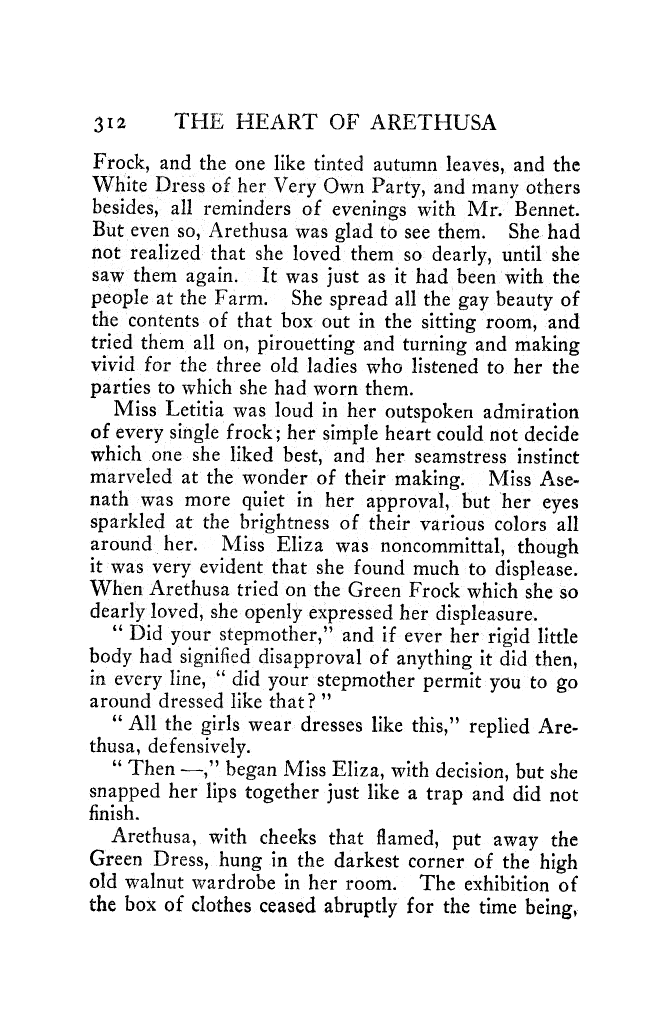 312 THE HEART OF ARETHUSA
Frock, and the one like tinted autumn leaves, and the
White Dress of her Very Own Party, and many others
besides, all reminders of evenings with Mr. Bennet.
But even so, Arethusa was glad to see them. She had
not realized that she loved them so dearly, until she
saw them again. It was just as it had been with the
people at the Farm. She spread all the gay beauty of
the contents of that box out in the sitting room, and
tried them all on, pirouetting and turning and making
vivid for the three old ladies who listened to her the
parties to which she had worn them.
Miss Letitia was loud in her outspoken admiration
of every single frock; her simple heart could not decide
which one she liked best, and her seamstress instinct
marveled at the wonder of their making. Miss Ase-
nath was more quiet in her approval, but her eyes
sparkled at the brightness of their various colors all
around her. Miss Eliza was noncommittal, though
it was very evident that she found much to displease.
When Arethusa tried on the Green Frock which she so
dearly loved, she openly expressed her displeasure.
" Did your stepmother," and if ever her rigid little
body had signified disapproval of anything it did then,
in every line, " did your stepmother permit you to go
around dressed like that? "
" All the girls wear dresses like this," replied Are-
thusa, defensively.
" Then —," began Miss Eliza, with decision, but she
snapped her lips together just like a trap and did not
finish.
Arethusa, with cheeks that flamed, put away the
Green Dress, hung in the darkest corner of the high
old walnut wardrobe in her room. The exhibition of
the box of clothes ceased abruptly for the time being,